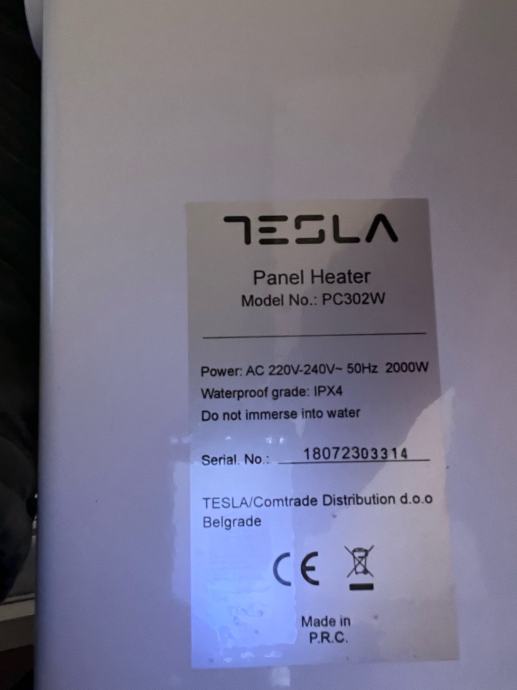 TESLA
Panel Heater
Model No.: PC302W
Power: AC 220V-240V~ 50Hz 2000W
Waterproof grade: IPX4
Do not immerse into water
Serial. No.: 18072303314
TESLA/Comtrade Distribution d.o.o
Belgrade
CE
Made in
P.R.C.